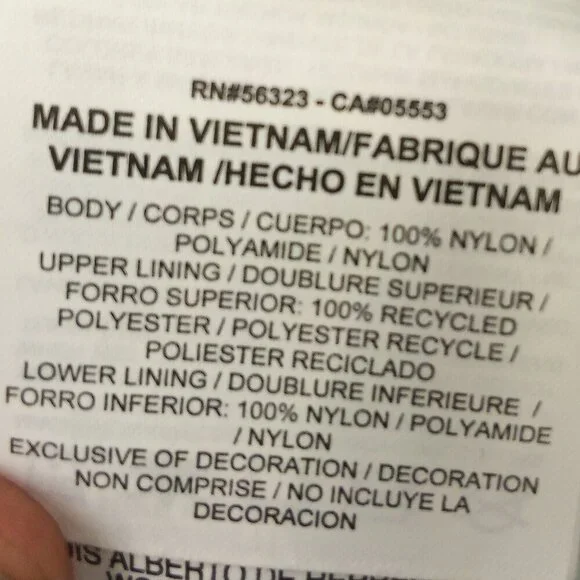 RN#56323 - CA#05553
MADE IN VIETNAM/FABRIQUE AU
VIETNAM /HECHO EN VIETNAM
BODY / CORPS / CUERPO: 100% NYLON /
POLYAMIDE / NYLON
UPPER LINING / DOUBLURE SUPERIEUR /
FORRO SUPERIOR: 100% RECYCLED
POLYESTER / POLYESTER RECYCLE /
POLIESTER RECICLADO
LOWER LINING / DOUBLURE INFERIEURE /
FORRO INFERIOR: 100% NYLON / POLYAMIDE
/ NYLON
EXCLUSIVE OF DECORATION / DECORATION
NON COMPRISE / NO INCLUYE LA
DECORACION
ALBERTO DE